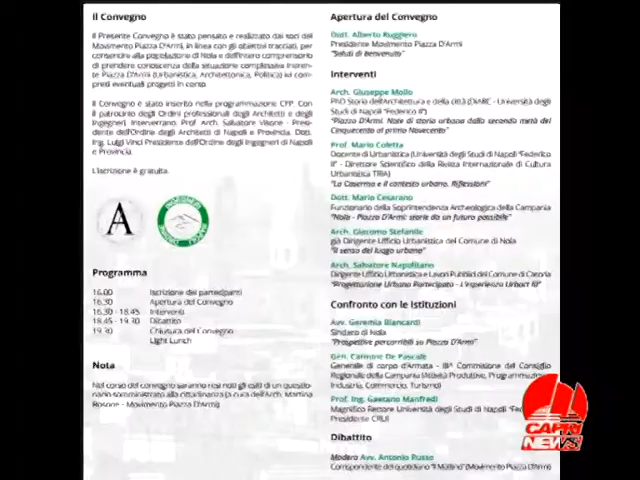 Il Convegno
Il Presente Convegno è stato pensato e realizzato dai soci del
Movimento Piazza D'Armi, in linea con gli obiettivi tracciati, per
consentire alla popolazione di Nola e dell'intero comprensorio
di prendere conoscenza della situazione complessiva ineren-
te Piazza D'Armi (Urbanistica, Architettonica, Politica) ivi com-
presi eventuali progetti in corso.
Il Convegno è stato inserito nella programmazione CFP. Con
il patrocinio degli Ordini professionali degli Architetti e degli
Ingegneri. Interverranno. Prof. Arch. Salvatore Visone - Presi-
dente dell'Ordine degli Architetti di Napoli e Provincia. Dott.
Ing. Luigi Vinci Presidente dell'Ordine degli Ingegneri di Napoli
e Provincia.
L'iscrizione è gratuita.
A
Programma
16.00 Iscrizione dei partecipanti
16.30 Apertura del Convegno
16.30 - 18.45 Interventi
18.45 - 19.30 Dibattito
19.30 Chiusura del Convegno
Light Lunch
Nota
Nel corso del convegno saranno resi noti gli esiti di un questio-
nario somministrato alla cittadinanza (a cura dell'Arch. Martina
Bosone - Movimento Piazza D'Armi).
Apertura del Convegno
Dott. Alberto Ruggiero
Presidente Movimento Piazza D'Armi
"Saluti di benvenuto"
Interventi
Arch. Giuseppe Mollo
PhD Storia dell'Architettura e della città (DiARC - Università degli
Studi di Napoli "Federico II")
"Piazza D'Armi. Note di storia urbana dalla seconda metà del
Cinquecento al primo Novecento"
Prof. Mario Coletta
Docente di Urbanistica (Università degli Studi di Napoli "Federico
II" - Direttore Scientifico della Rivista Internazionale di Cultura
Urbanistica TRIA)
"La Caserma e il contesto urbano. Riflessioni"
Dott. Mario Cesarano
Funzionario della Soprintendenza Archeologica della Campania
"Nola - Piazza D'Armi: storie da un futuro possibile"
Arch. Giacomo Stefanile
già Dirigente Ufficio Urbanistica del Comune di Nola
"Il senso del luogo urbano"
Arch. Salvatore Napolitano
Dirigente Ufficio Urbanistica e Lavori Pubblici del Comune di Casoria
"Progettazione Urbana Partecipata - L'esperienza Urbact III"
Confronto con le Istituzioni
Avv. Geremia Biancardi
Sindaco di Nola
"Prospettive percorribili su Piazza D'Armi"
Gen. Carmine De Pascale
Generale di corpo d'Armata - IIIª Commisione del Consiglio
Regionale della Campania (Attività Produttive, Programmazione,
Industria, Commercio, Turismo)
Prof. Ing. Gaetano Manfredi
Magnifico Rettore Università degli Studi di Napoli
Presidente CRUI
Dibattito
Modera Avv. Antonio Russo
Corrispondente del quotidiano "Il Mattino" (Movimento Piazza D'Armi)
CAPRI
NEWS